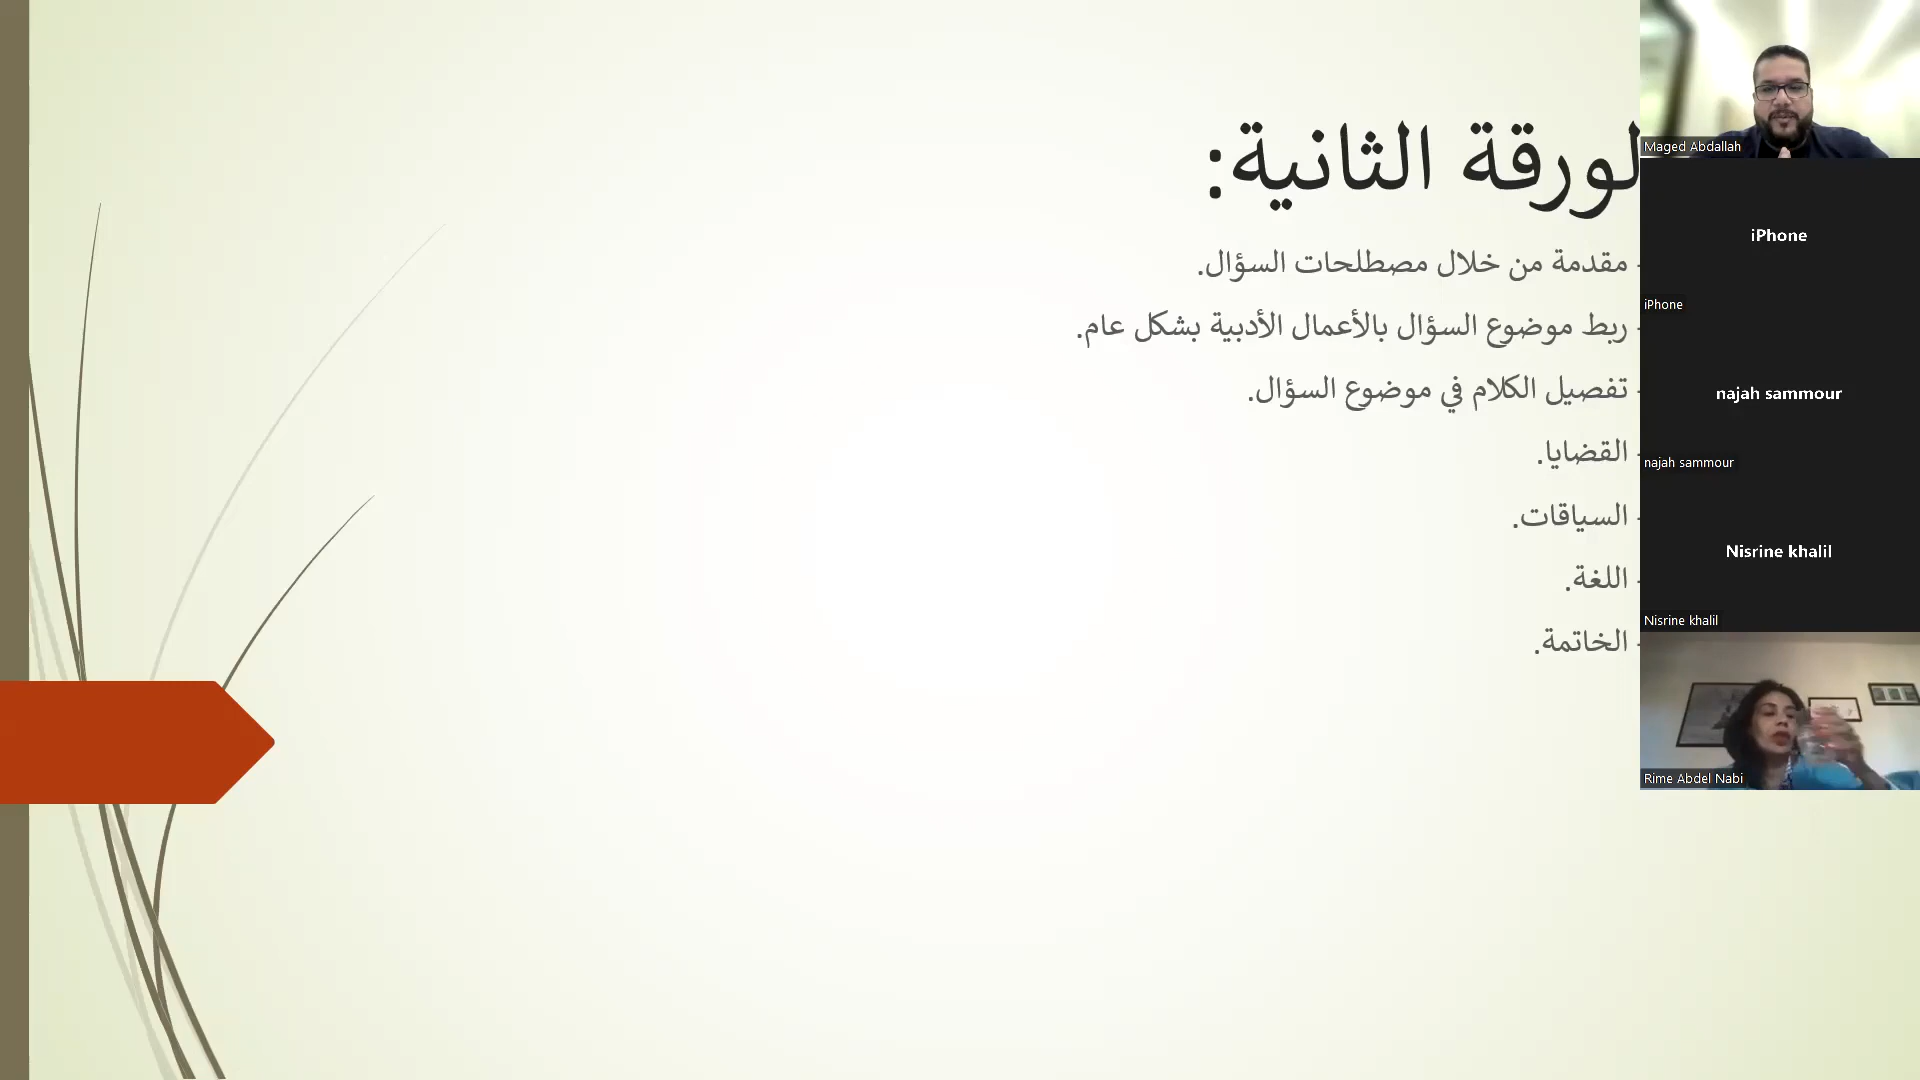 لورقة الثانية:
- مقدمة من خلال مصطلحات السؤال.
- ربط موضوع السؤال بالأعمال الأدبية بشكل عام.
- تفصيل الكلام في موضوع السؤال.
- القضايا.
- السياقات.
- اللغة.
- الخاتمة.
Maged Abdallah
iPhone
iPhone
najah sammour
najah sammour
Nisrine khalil
Nisrine khalil
Rime Abdel Nabi